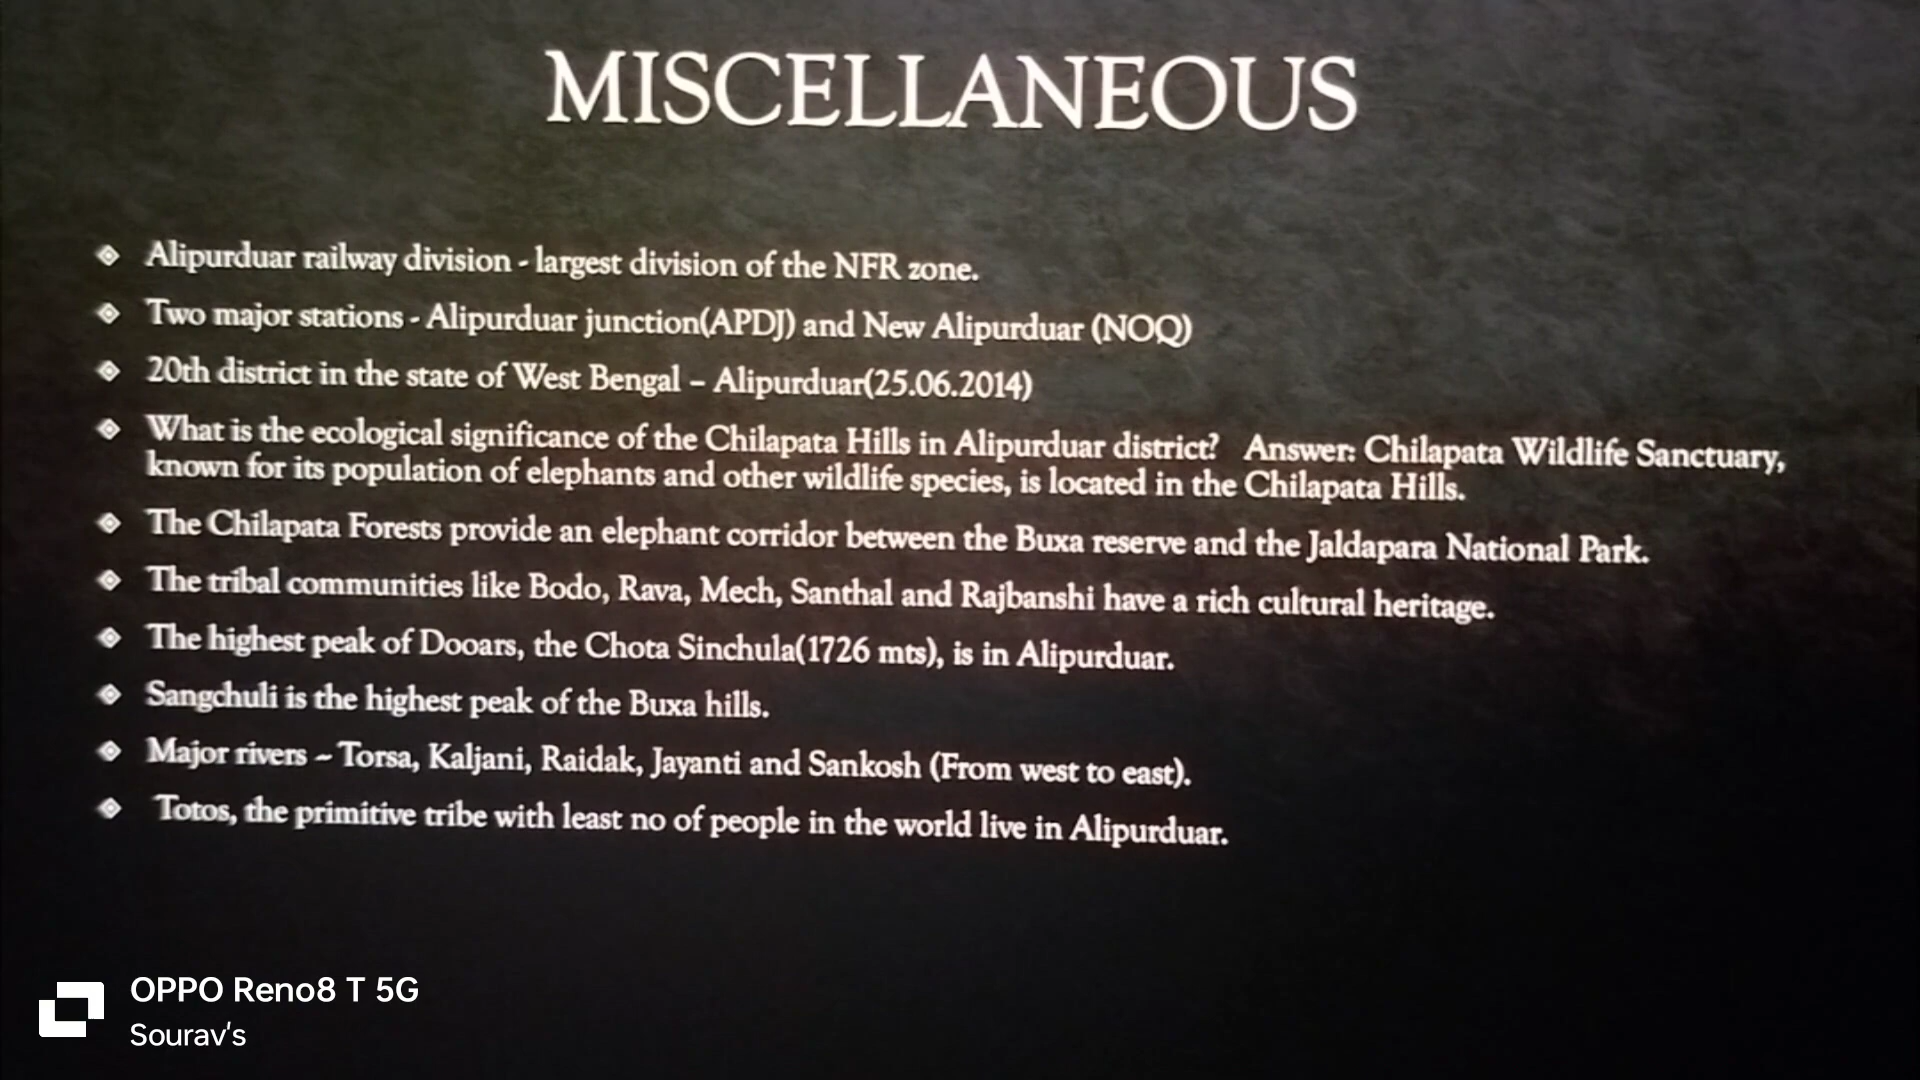 MISCELLANEOUS
Alipurduar railway division - largest division of the NFR zone.
Two major stations - Alipurduar junction(APDJ) and New Alipurduar (NOQ)
20th district in the state of West Bengal – Alipurduar(25.06.2014)
What is the ecological significance of the Chilapata Hills in Alipurduar district? Answer: Chilapata Wildlife Sanctuary,
known for its population of elephants and other wildlife species, is located in the Chilapata Hills.
The Chilapata Forests provide an elephant corridor between the Buxa reserve and the Jaldapara National Park.
The tribal communities like Bodo, Rava, Mech, Santhal and Rajbanshi have a rich cultural heritage.
The highest peak of Dooars, the Chota Sinchula(1726 mts), is in Alipurduar.
Sangchuli is the highest peak of the Buxa hills.
Major rivers – Torsa, Kaljani, Raidak, Jayanti and Sankosh (From west to east).
Totos, the primitive tribe with least no of people in the world live in Alipurduar.
OPPO Reno8 T 5G
Sourav's